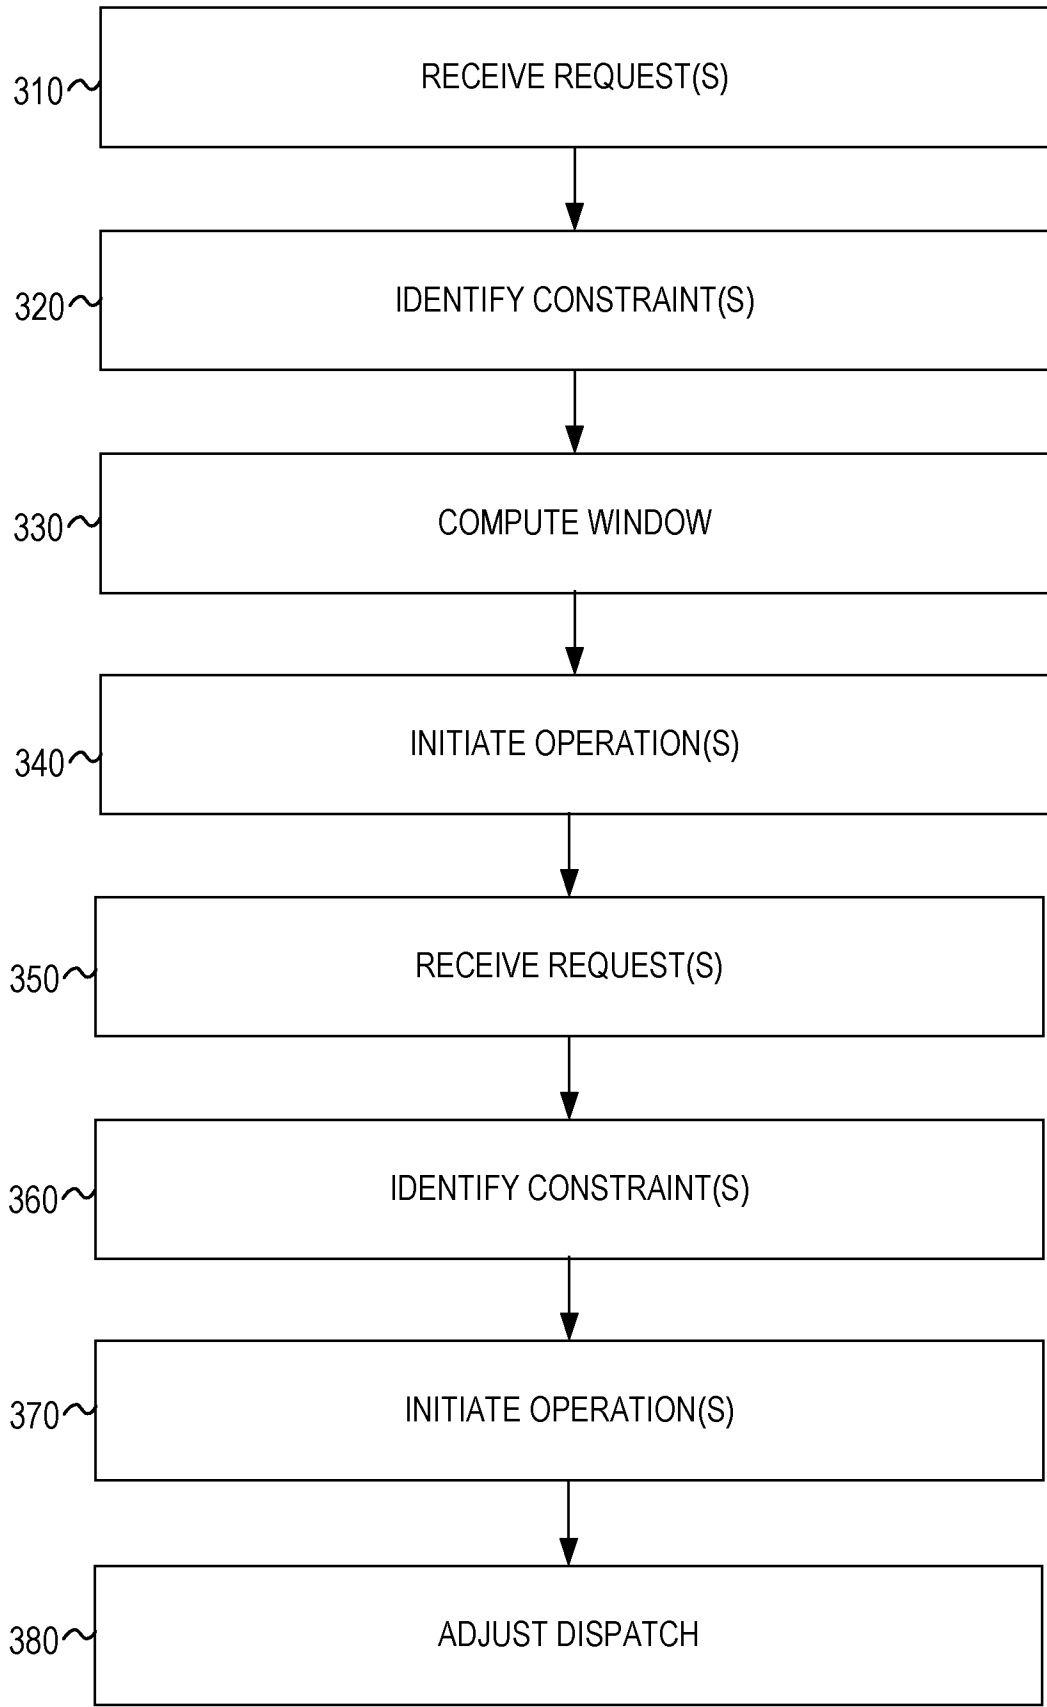 RECEIVE REQUEST(S)
310
IDENTIFY CONSTRAINT(S)
320
COMPUTE WINDOW
330
INITIATE OPERATION(S)
340
RECEIVE REQUEST(S)
350
IDENTIFY CONSTRAINT(S)
360
INITIATE OPERATION(S)
370
ADJUST DISPATCH
380